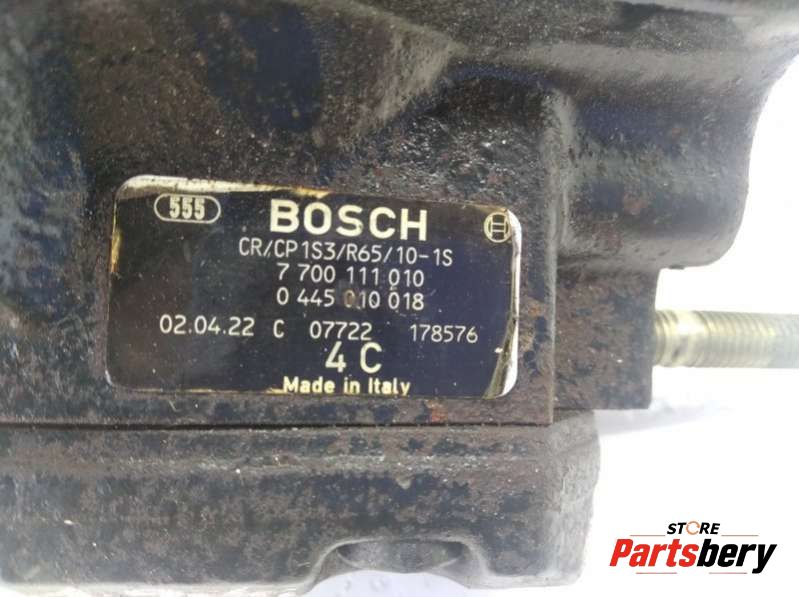 555 BOSCH
CR/CP1S3/R65/10-1S
7 700 111 010
0 445 010 018
02.04.22 C 07722 178576
4 C
Made in Italy
STORE
Partsbery